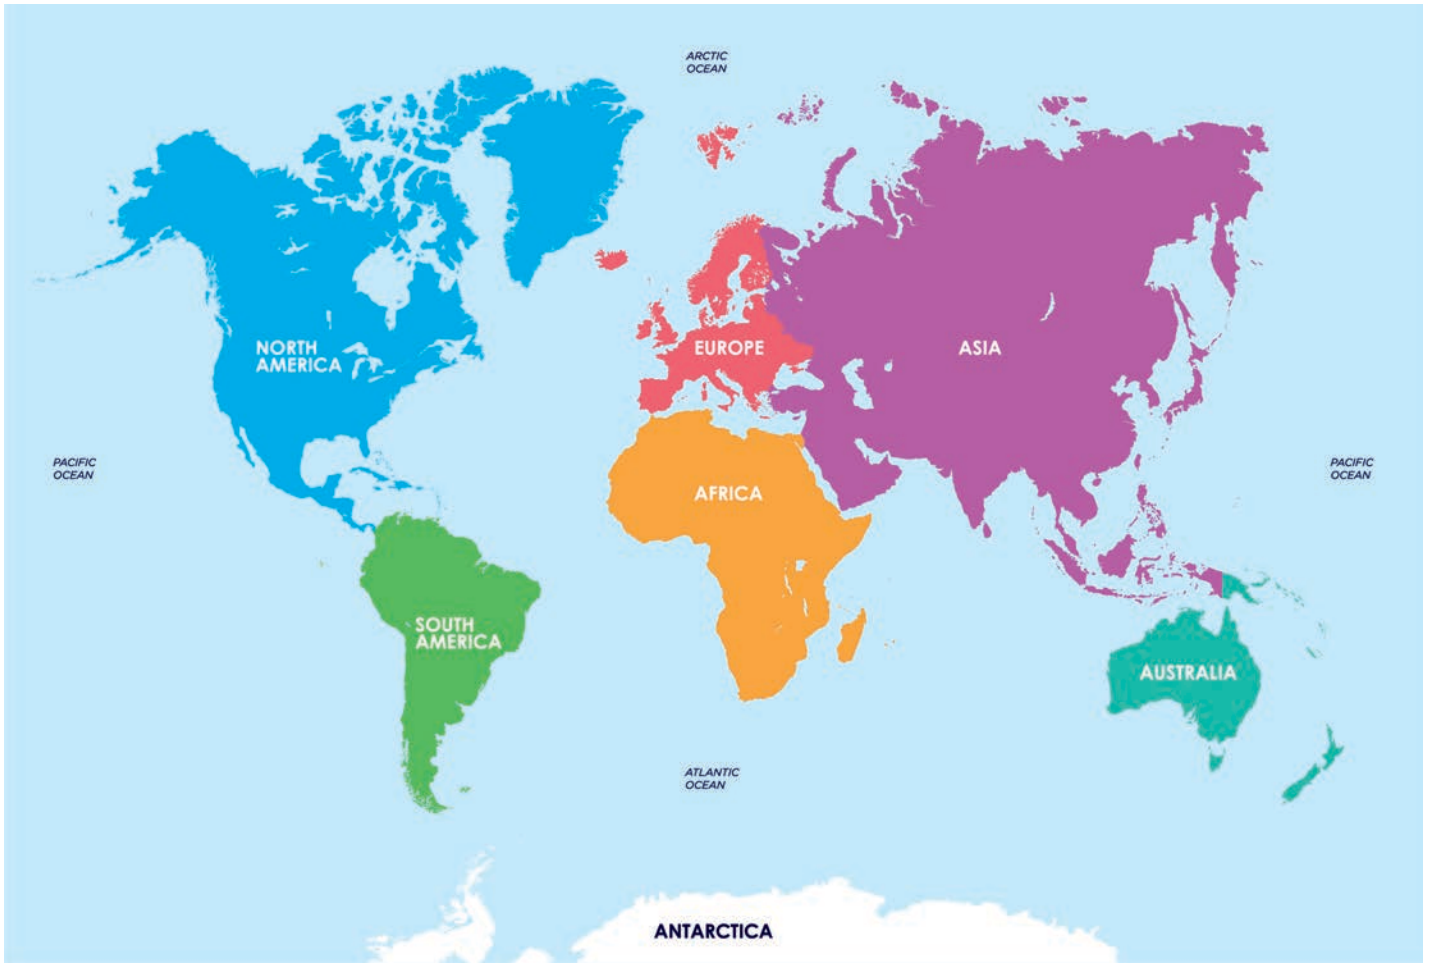 ARCTIC
OCEAN
NORTH
AMERICA
EUROPE
ASIA
PACIFIC
OCEAN
PACIFIC
OCEAN
AFRICA
SOUTH
AMERICA
AUSTRALIA
ATLANTIC
OCEAN
ANTARCTICA